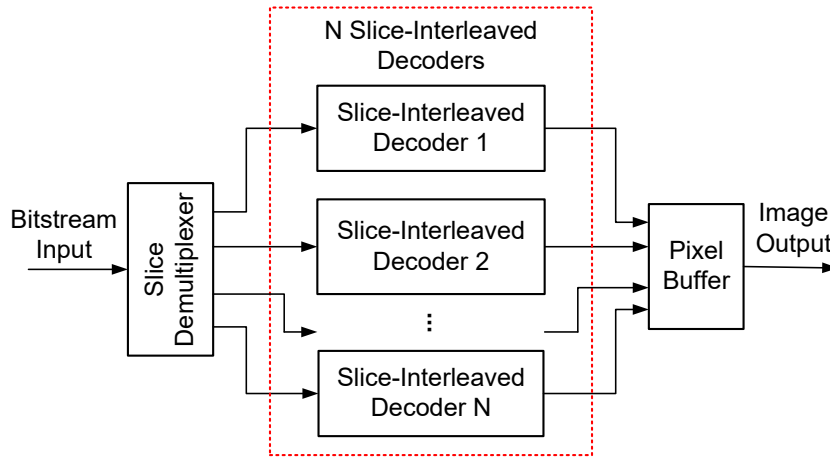 N Slice-Interleaved
Decoders
Slice-Interleaved
Decoder 1
Bitstream
Input
Slice
Demultiplexer
Slice-Interleaved
Decoder 2
...
Slice-Interleaved
Decoder N
Pixel
Buffer
Image
Output